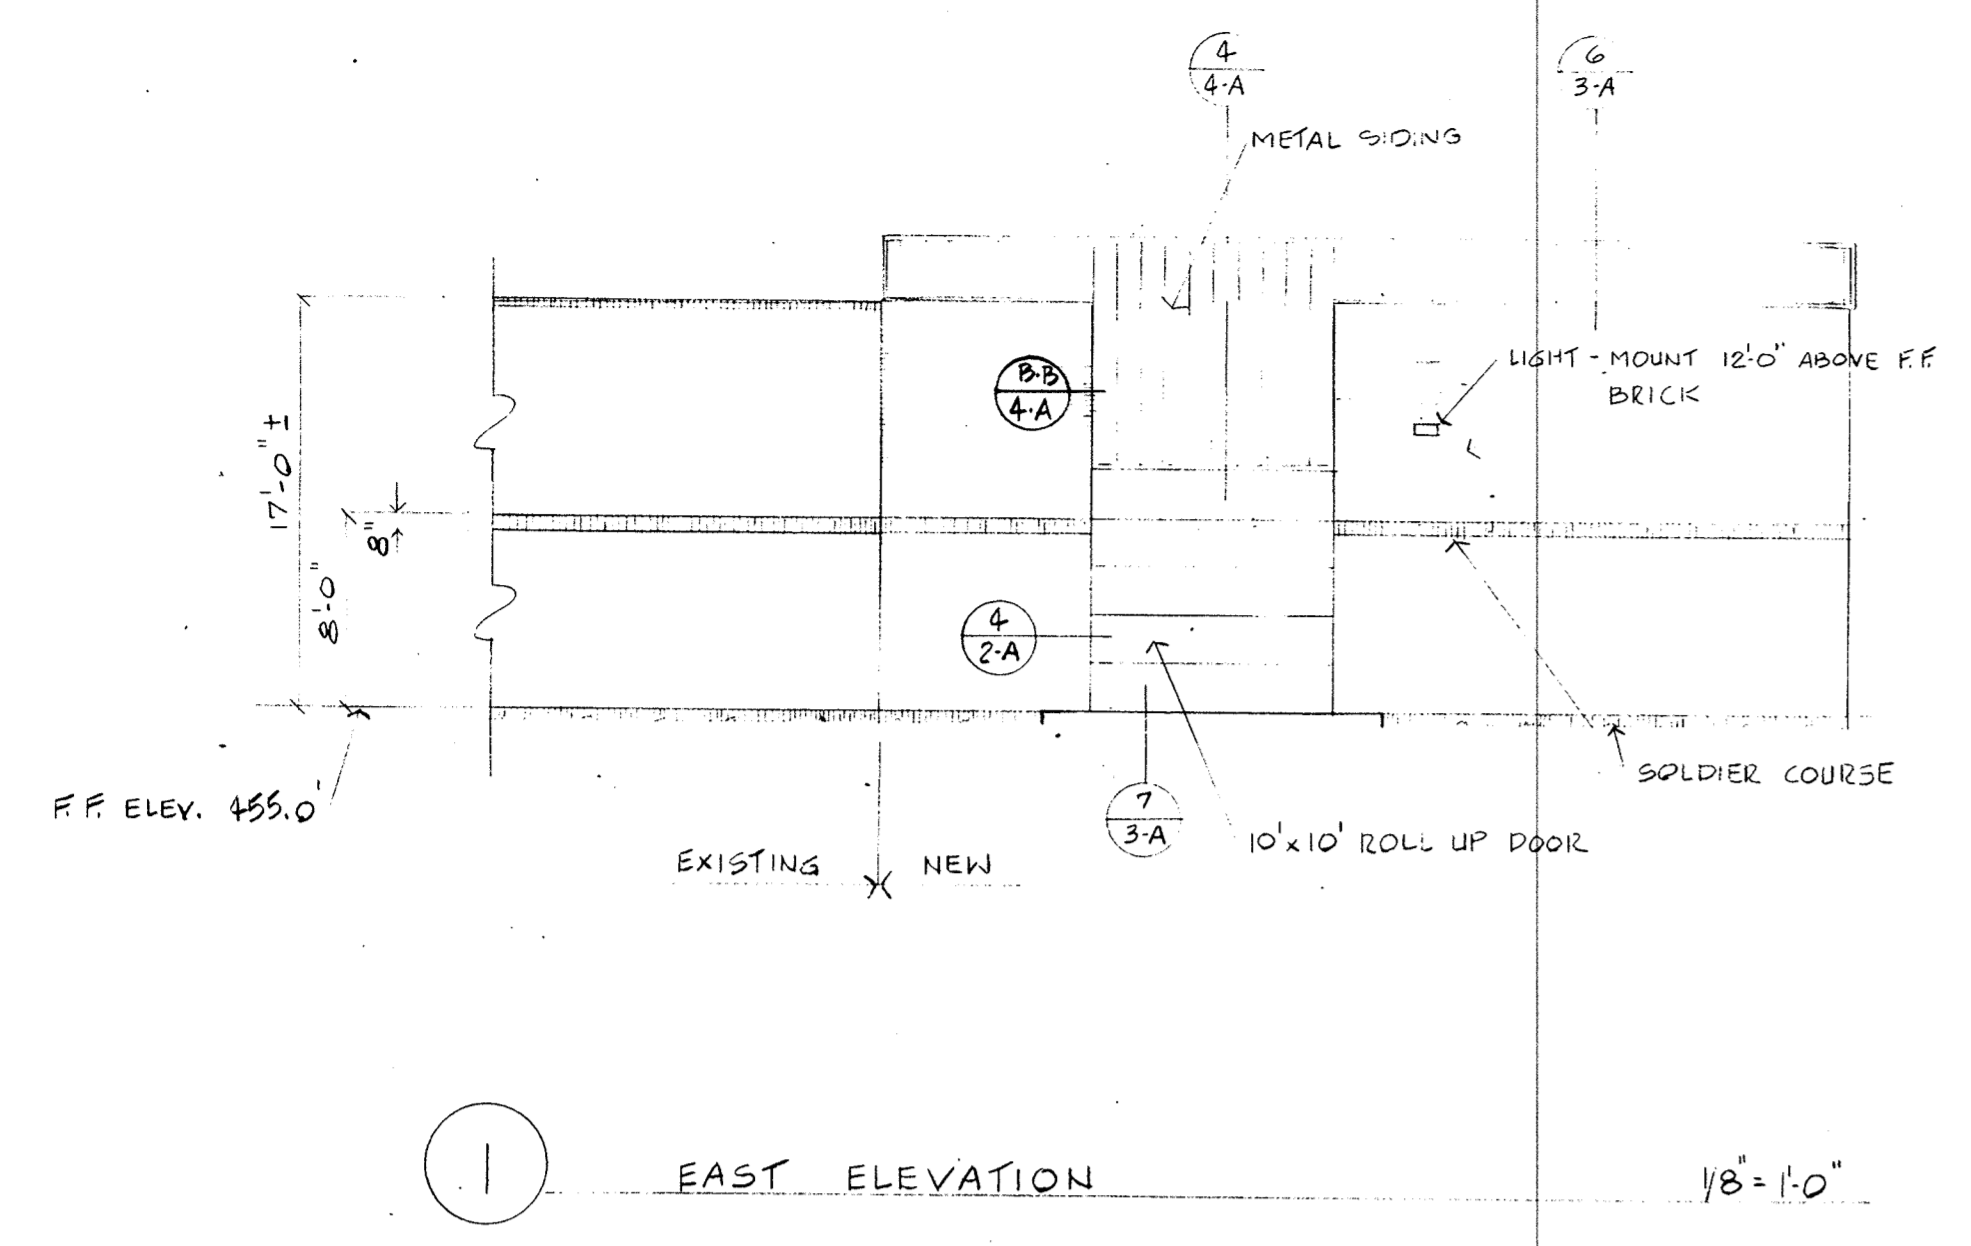 4
4-A
6
3-A
METAL SIDING
B-B
4-A
LIGHT - MOUNT 12'-0" ABOVE F.F.
BRICK
17'-0" ±
8"
8'-0"
4
2-A
SOLDIER COURSE
F.F. ELEV. 455.0'
7
3-A
10'x10' ROLL UP DOOR
EXISTING
NEW
1
EAST ELEVATION
1/8" = 1'-0"